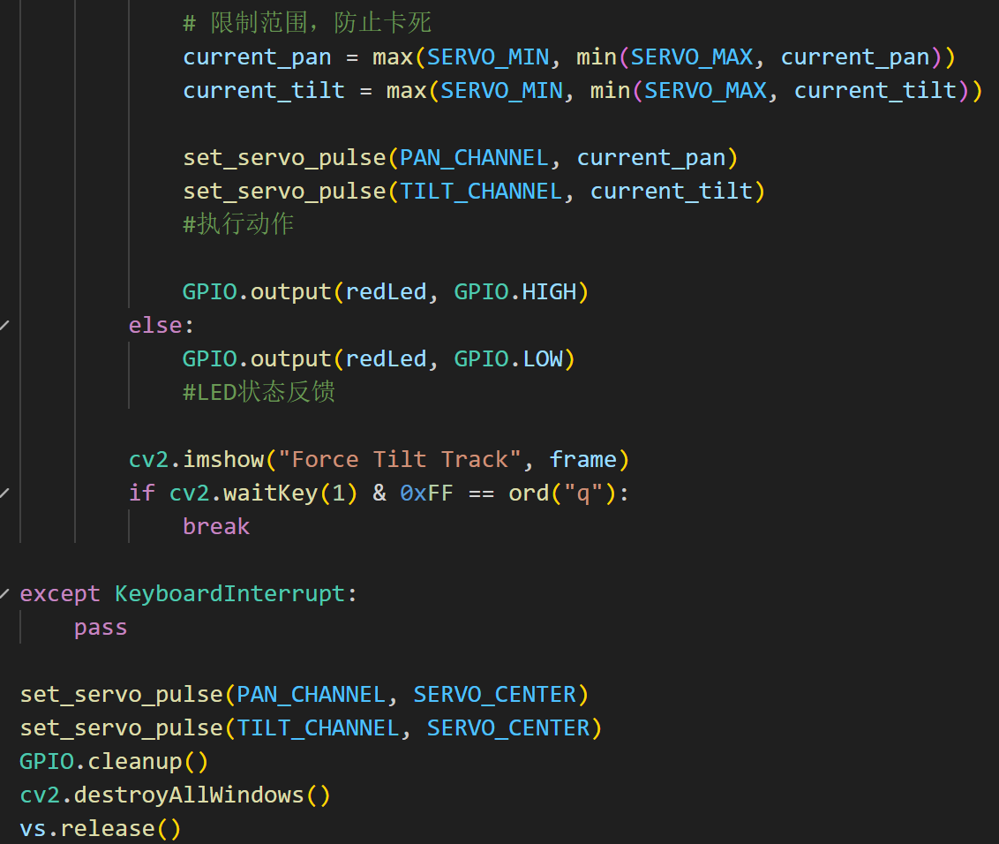 # 限制范围，防止卡死
current_pan = max(SERVO_MIN, min(SERVO_MAX, current_pan))
current_tilt = max(SERVO_MIN, min(SERVO_MAX, current_tilt))
set_servo_pulse(PAN_CHANNEL, current_pan)
set_servo_pulse(TILT_CHANNEL, current_tilt)
#执行动作
GPIO.output(redLed, GPIO.HIGH)
else:
GPIO.output(redLed, GPIO.LOW)
#LED状态反馈
cv2.imshow("Force Tilt Track", frame)
if cv2.waitKey(1) & 0xFF == ord("q"):
break
except KeyboardInterrupt:
pass
set_servo_pulse(PAN_CHANNEL, SERVO_CENTER)
set_servo_pulse(TILT_CHANNEL, SERVO_CENTER)
GPIO.cleanup()
cv2.destroyAllWindows()
vs.release()